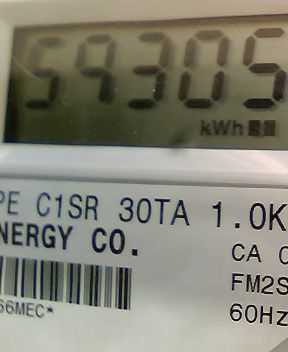 59305
kWh
PE C1SR 30TA 1.0K
NERGY CO.
CA
FM2S
60Hz
66MEC*